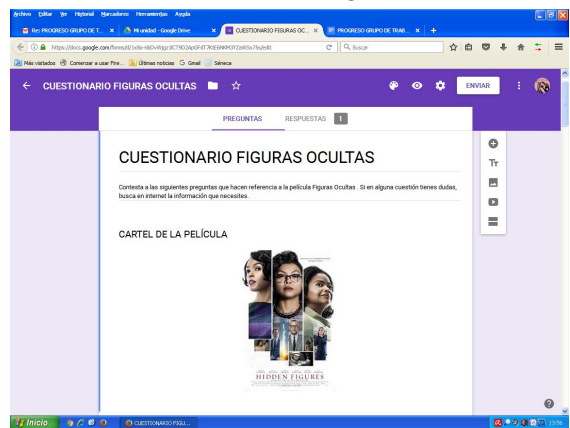 Archivo Editar Ver Historial Marcadores Herramientas Ayuda
Re: PROGRESO GRUPO DE T... × Mi unidad - Google Drive × CUESTIONARIO FIGURAS OC... × PROGRESO GRUPO DE TRAB... × +
Buscar
Más visitados Comenzar a usar Fire... Últimas noticias G Gmail Séneca
CUESTIONARIO FIGURAS OCULTAS ENVIAR
PREGUNTAS RESPUESTAS 1
CUESTIONARIO FIGURAS OCULTAS
Contesta a las siguientes preguntas que hacen referencia a la película Figuras Ocultas . Si en alguna cuestión tienes dudas,
busca en internet la información que necesites.
Tт
CARTEL DE LA PELÍCULA
HIDDEN FIGURES
Inicio CUESTIONARIO FIGU... 13:56